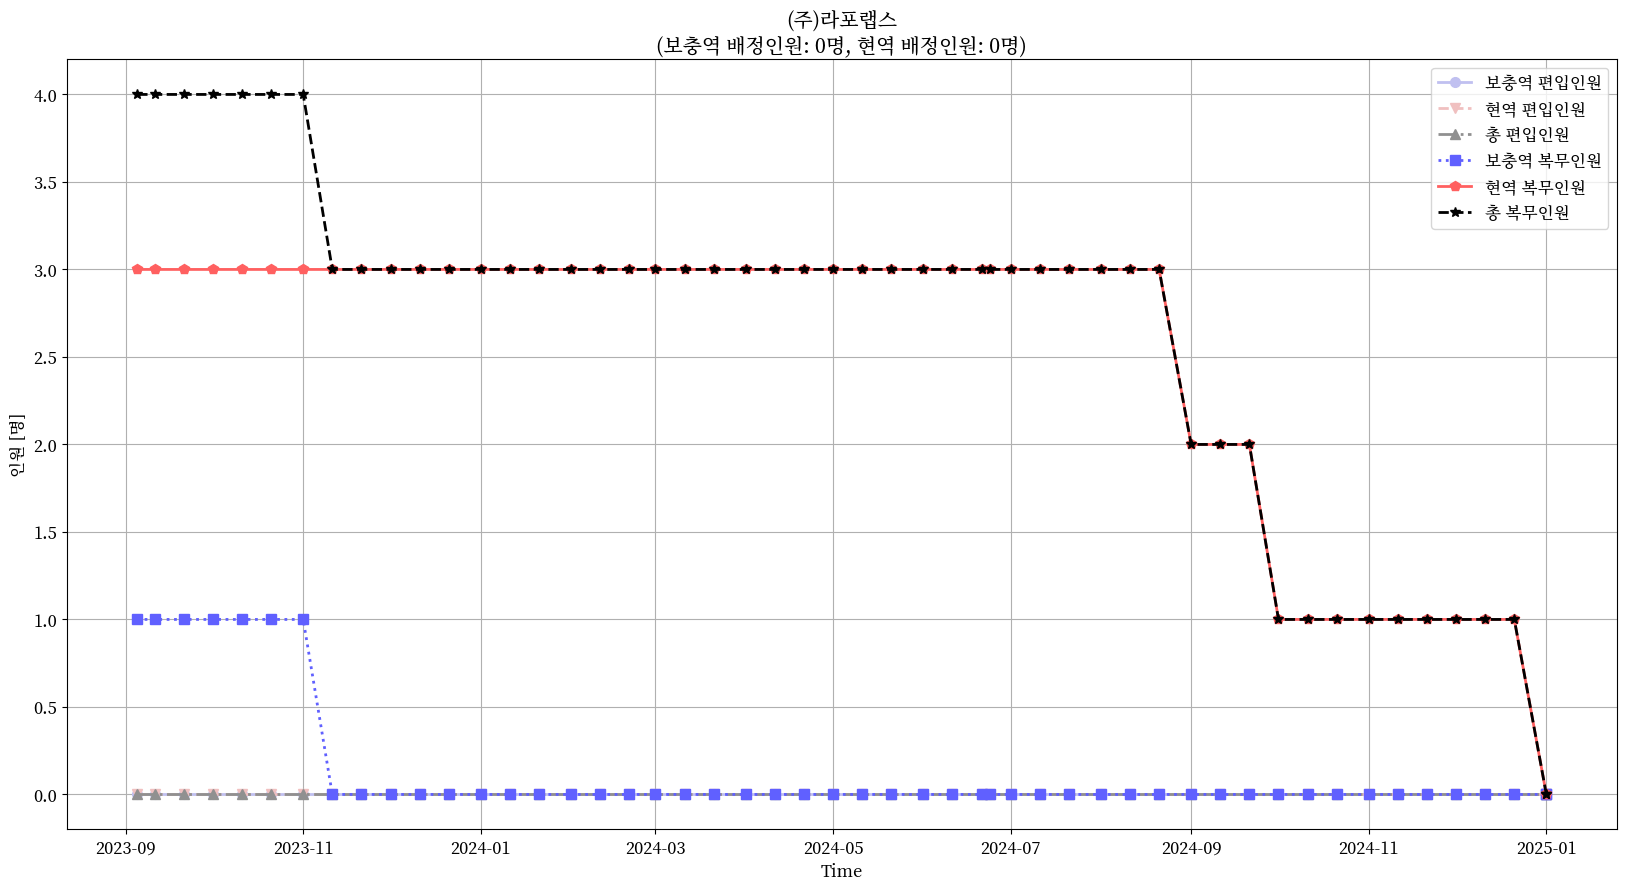 (주)라포랩스
(보충역 배정인원: 0명, 현역 배정인원: 0명)
보충역 편입인원
현역 편입인원
총 편입인원
보충역 복무인원
현역 복무인원
총 복무인원
인원 [명]
4.0
3.5
3.0
2.5
2.0
1.5
1.0
0.5
0.0
2023-09 2023-11 2024-01 2024-03 2024-05 2024-07 2024-09 2024-11 2025-01
Time